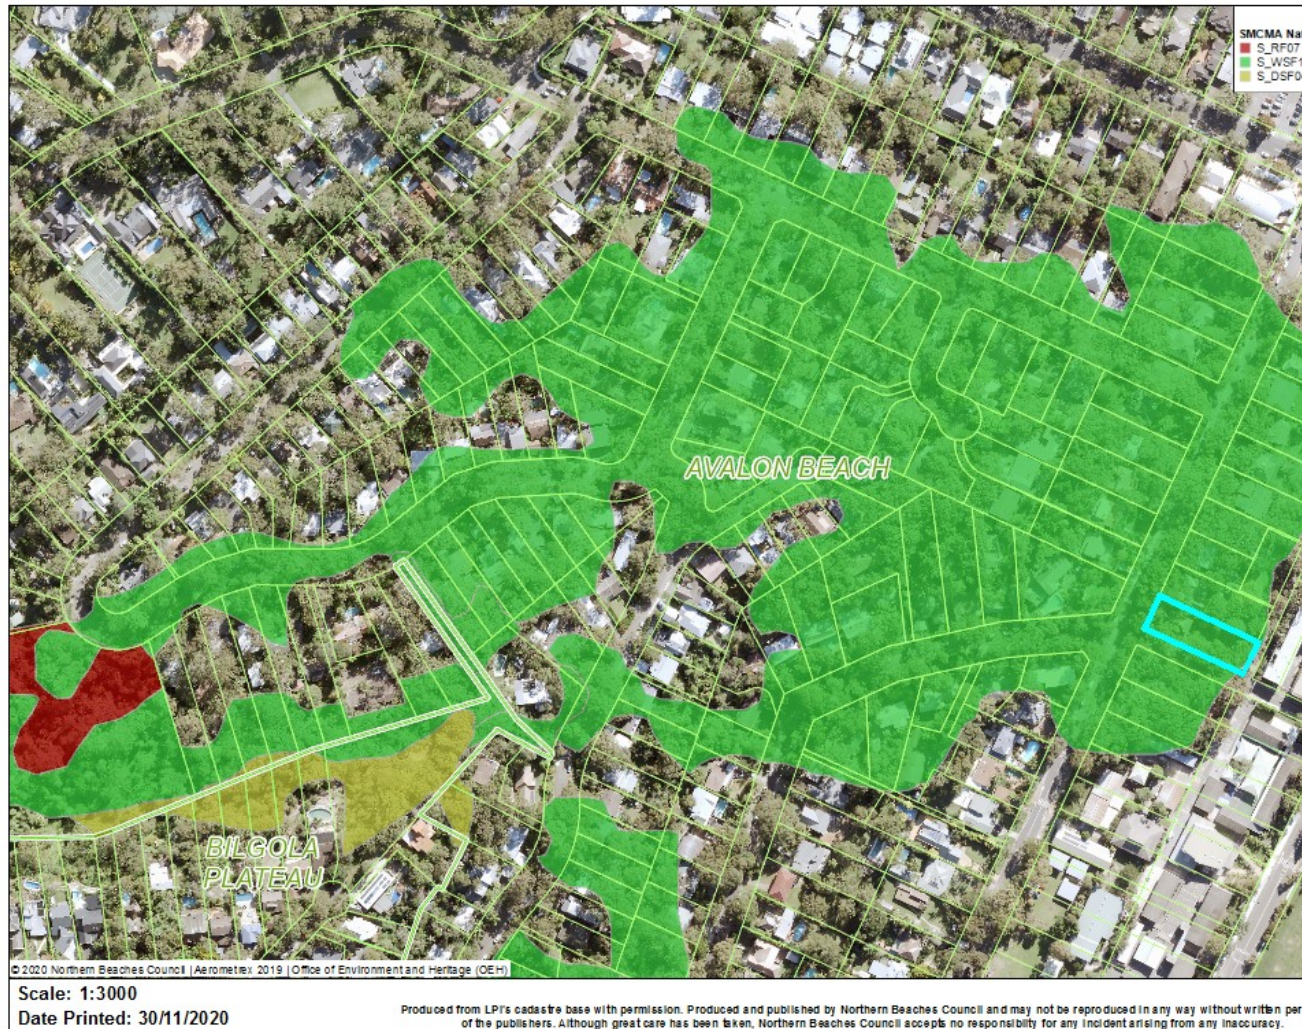 SMCMA Na
S_RF07
S_WSF1
S_DSF0
AVALON BEACH
BILGOLA
PLATEAU
© 2020 Northern Beaches Council | Aerometrex 2019 | Office of Environment and Heritage (OEH)
Scale: 1:3000
Date Printed: 30/11/2020
Produced from LPI's cadastre base with permission. Produced and published by Northern Beaches Council and may not be reproduced in any way without written per
of the publishers. Although great care has been taken, Northern Beaches Council accepts no responsibility for any incident arising from any inaccuracy.